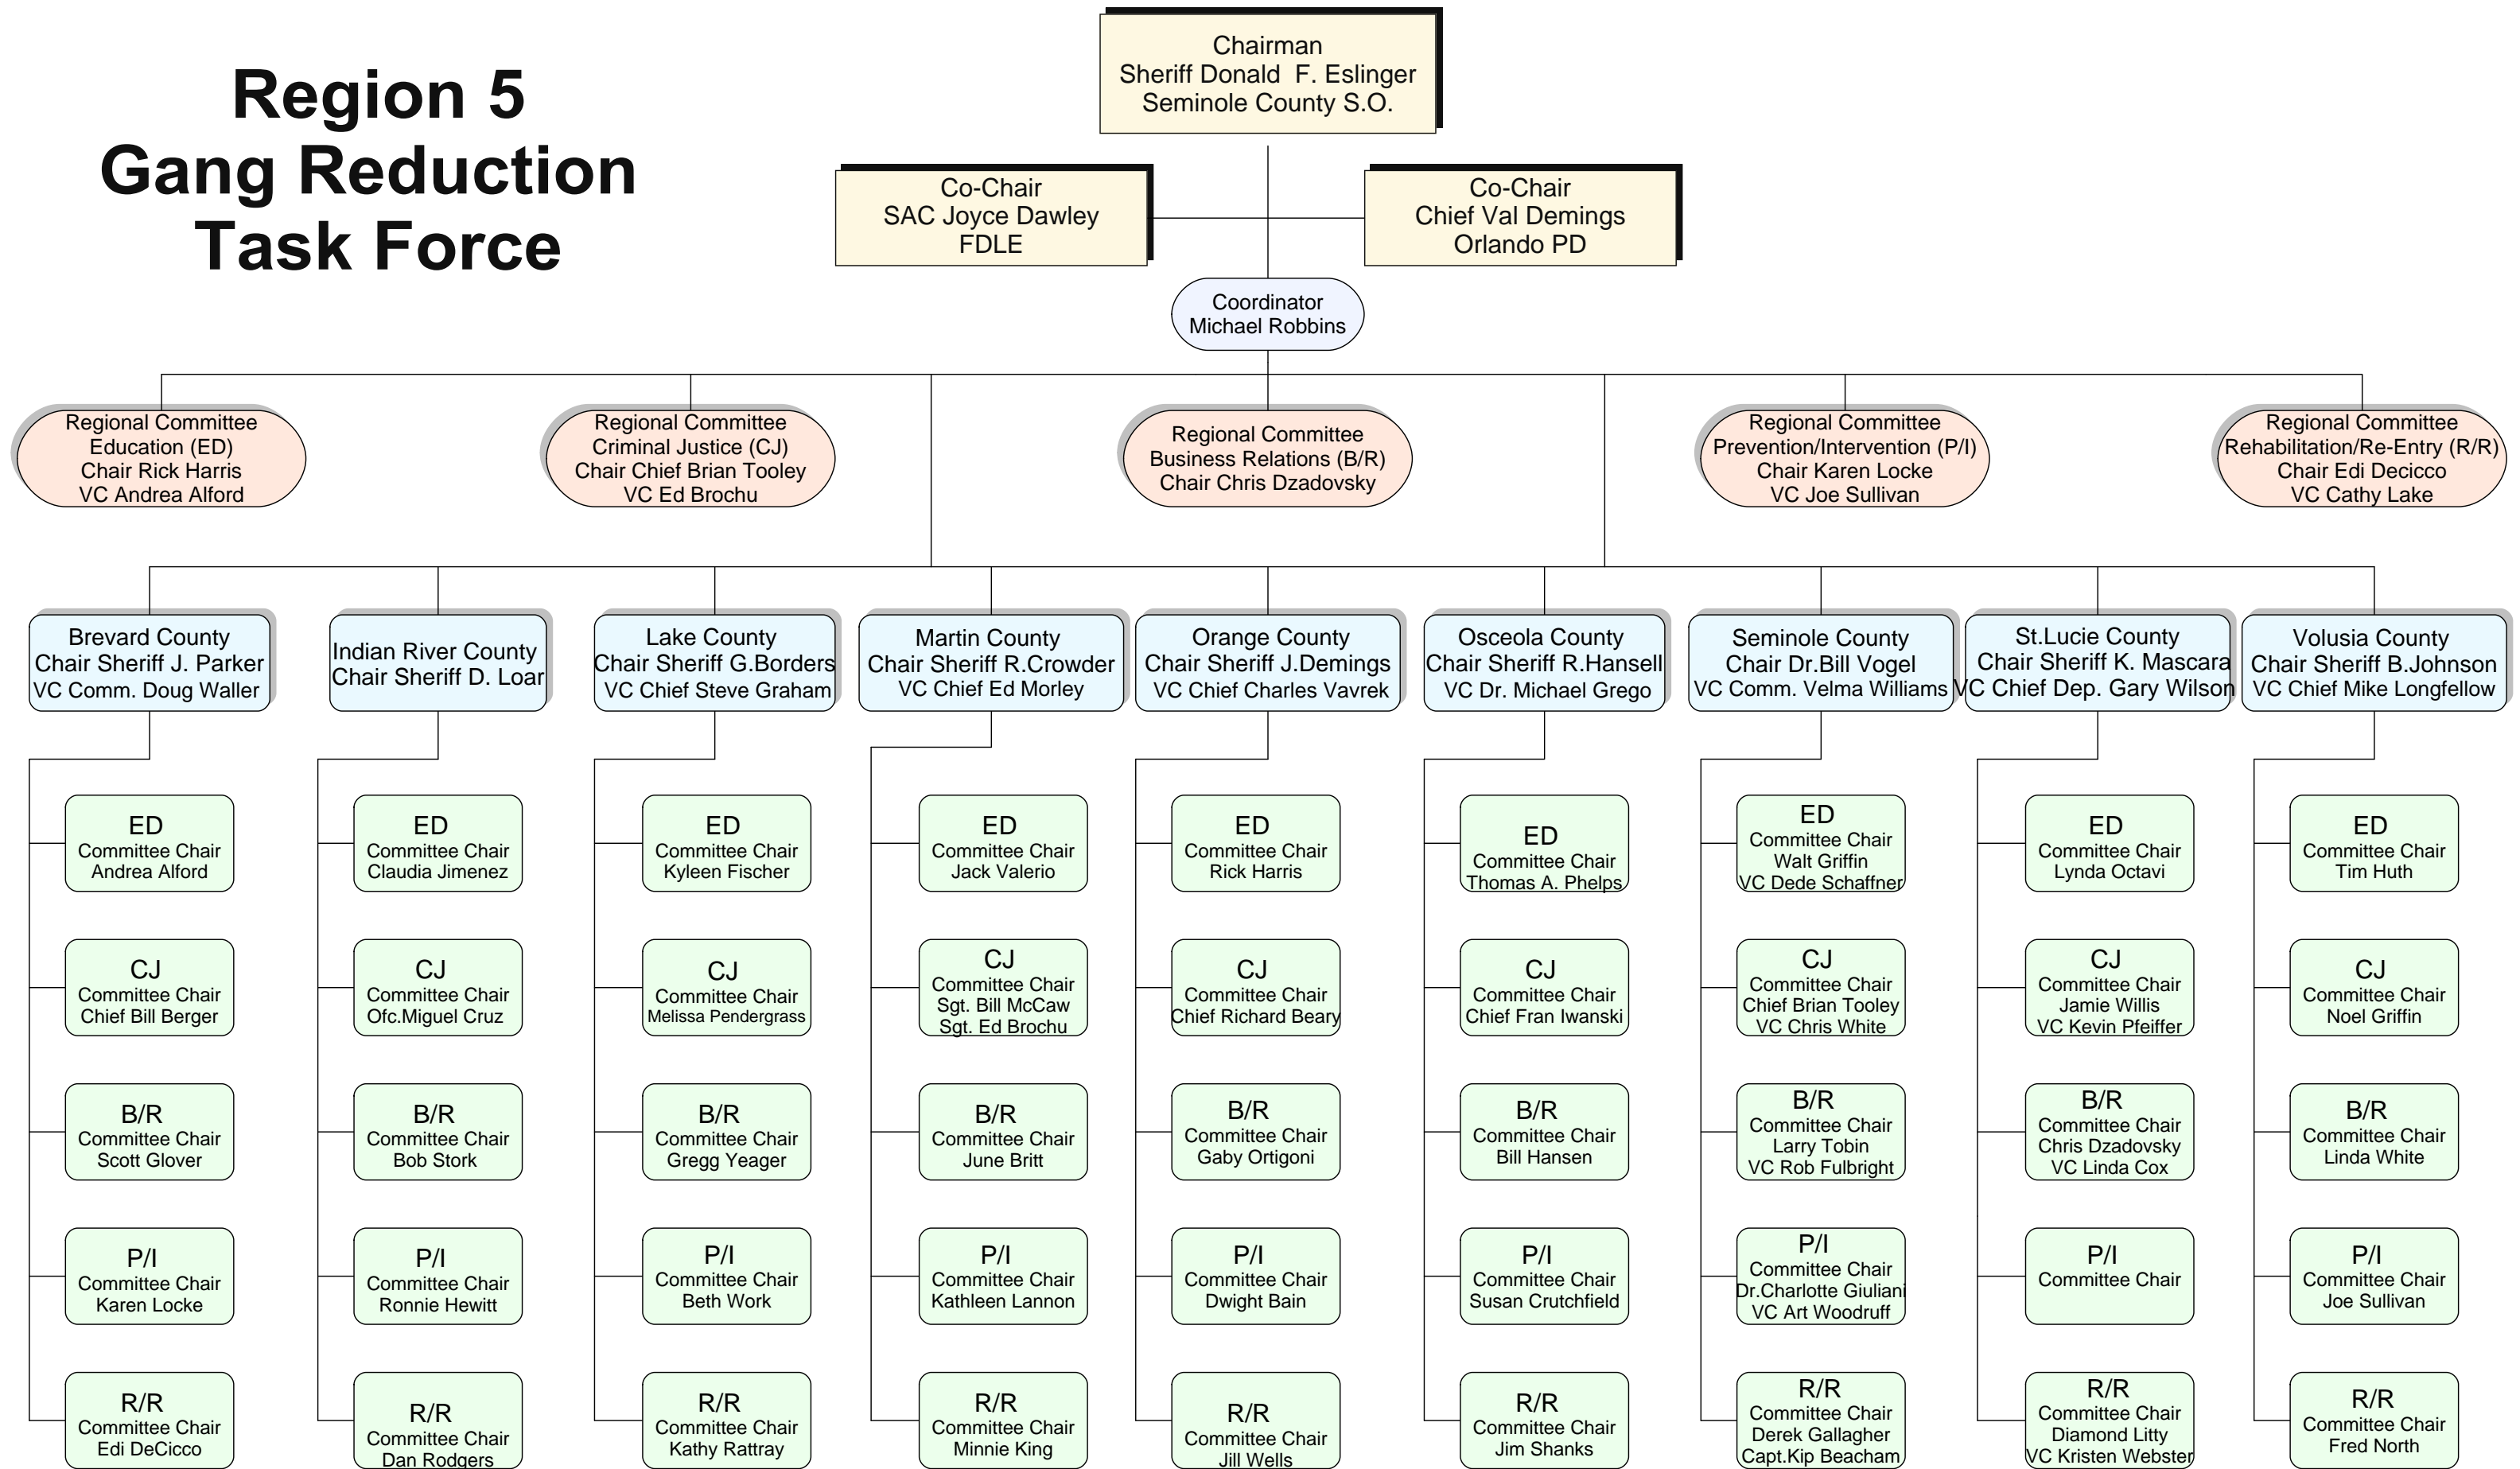 Region 5
Gang Reduction
Task Force
Chairman
Sheriff Donald F. Eslinger
Seminole County S.O.
Co-Chair
SAC Joyce Dawley
FDLE
Co-Chair
Chief Val Demings
Orlando PD
Coordinator
Michael Robbins
Regional Committee
Education (ED)
Chair Rick Harris
VC Andrea Alford
Regional Committee
Criminal Justice (CJ)
Chair Chief Brian Tooley
VC Ed Brochu
Regional Committee
Business Relations (B/R)
Chair Chris Dzadovsky
Regional Committee
Prevention/Intervention (P/I)
Chair Karen Locke
VC Joe Sullivan
Regional Committee
Rehabilitation/Re-Entry (R/R)
Chair Edi Decicco
VC Cathy Lake
Brevard County
Chair Sheriff J. Parker
VC Comm. Doug Waller
Indian River County
Chair Sheriff D. Loar
Lake County
Chair Sheriff G.Borders
VC Chief Steve Graham
Martin County
Chair Sheriff R.Crowder
VC Chief Ed Morley
Orange County
Chair Sheriff J.Demings
VC Chief Charles Vavrek
Osceola County
Chair Sheriff R.Hansell
VC Dr. Michael Grego
Seminole County
Chair Dr.Bill Vogel
VC Comm. Velma Williams
St.Lucie County
Chair Sheriff K. Mascara
VC Chief Dep. Gary Wilson
Volusia County
Chair Sheriff B.Johnson
VC Chief Mike Longfellow
ED
Committee Chair
Andrea Alford
ED
Committee Chair
Claudia Jimenez
ED
Committee Chair
Kyleen Fischer
ED
Committee Chair
Jack Valerio
ED
Committee Chair
Rick Harris
ED
Committee Chair
Thomas A. Phelps
ED
Committee Chair
Walt Griffin
VC Dede Schaffner
ED
Committee Chair
Lynda Octavi
ED
Committee Chair
Tim Huth
CJ
Committee Chair
Chief Bill Berger
CJ
Committee Chair
Ofc.Miguel Cruz
CJ
Committee Chair
Melissa Pendergrass
CJ
Committee Chair
Sgt. Bill McCaw
Sgt. Ed Brochu
CJ
Committee Chair
Chief Richard Beary
CJ
Committee Chair
Chief Fran Iwanski
CJ
Committee Chair
Chief Brian Tooley
VC Chris White
CJ
Committee Chair
Jamie Willis
VC Kevin Pfeiffer
CJ
Committee Chair
Noel Griffin
B/R
Committee Chair
Scott Glover
B/R
Committee Chair
Bob Stork
B/R
Committee Chair
Gregg Yeager
B/R
Committee Chair
June Britt
B/R
Committee Chair
Gaby Ortigoni
B/R
Committee Chair
Bill Hansen
B/R
Committee Chair
Larry Tobin
VC Rob Fulbright
B/R
Committee Chair
Chris Dzadovsky
VC Linda Cox
B/R
Committee Chair
Linda White
P/I
Committee Chair
Karen Locke
P/I
Committee Chair
Ronnie Hewitt
P/I
Committee Chair
Beth Work
P/I
Committee Chair
Kathleen Lannon
P/I
Committee Chair
Dwight Bain
P/I
Committee Chair
Susan Crutchfield
P/I
Committee Chair
Dr.Charlotte Giuliani
VC Art Woodruff
P/I
Committee Chair
P/I
Committee Chair
Joe Sullivan
R/R
Committee Chair
Edi DeCicco
R/R
Committee Chair
Dan Rodgers
R/R
Committee Chair
Kathy Rattray
R/R
Committee Chair
Minnie King
R/R
Committee Chair
Jill Wells
R/R
Committee Chair
Jim Shanks
R/R
Committee Chair
Derek Gallagher
Capt.Kip Beacham
R/R
Committee Chair
Diamond Litty
VC Kristen Webster
R/R
Committee Chair
Fred North